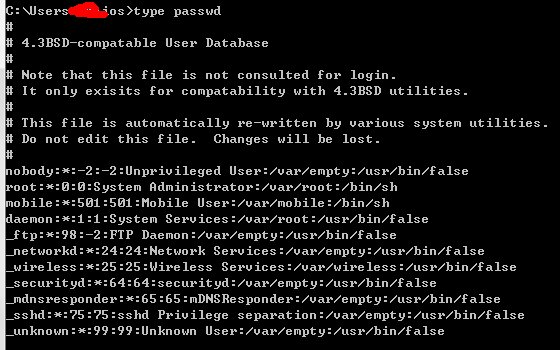 C:\Users ios>type passwd
#
# 4.3BSD-compatable User Database
#
# Note that this file is not consulted for login.
# It only exisits for compatability with 4.3BSD utilities.
#
# This file is automatically re-written by various system utilities.
# Do not edit this file.  Changes will be lost.
#
nobody:*:-2:-2:Unprivileged User:/var/empty:/usr/bin/false
root:*:0:0:System Administrator:/var/root:/bin/sh
mobile:*:501:501:Mobile User:/var/mobile:/bin/sh
daemon:*:1:1:System Services:/var/root:/usr/bin/false
_ftp:*:98:-2:FTP Daemon:/var/empty:/usr/bin/false
_networkd:*:24:24:Network Services:/var/empty:/usr/bin/false
_wireless:*:25:25:Wireless Services:/var/wireless:/usr/bin/false
_securityd:*:64:64:securityd:/var/empty:/usr/bin/false
_mdnsresponder:*:65:65:mDNSResponder:/var/empty:/usr/bin/false
_sshd:*:75:75:sshd Privilege separation:/var/empty:/usr/bin/false
_unknown:*:99:99:Unknown User:/var/empty:/usr/bin/false